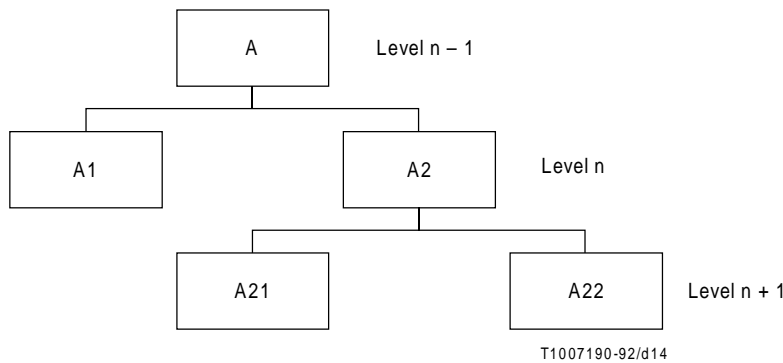 A
Level n – 1
A1
A2
Level n
A21
A22
Level n + 1
T1007190-92/d14